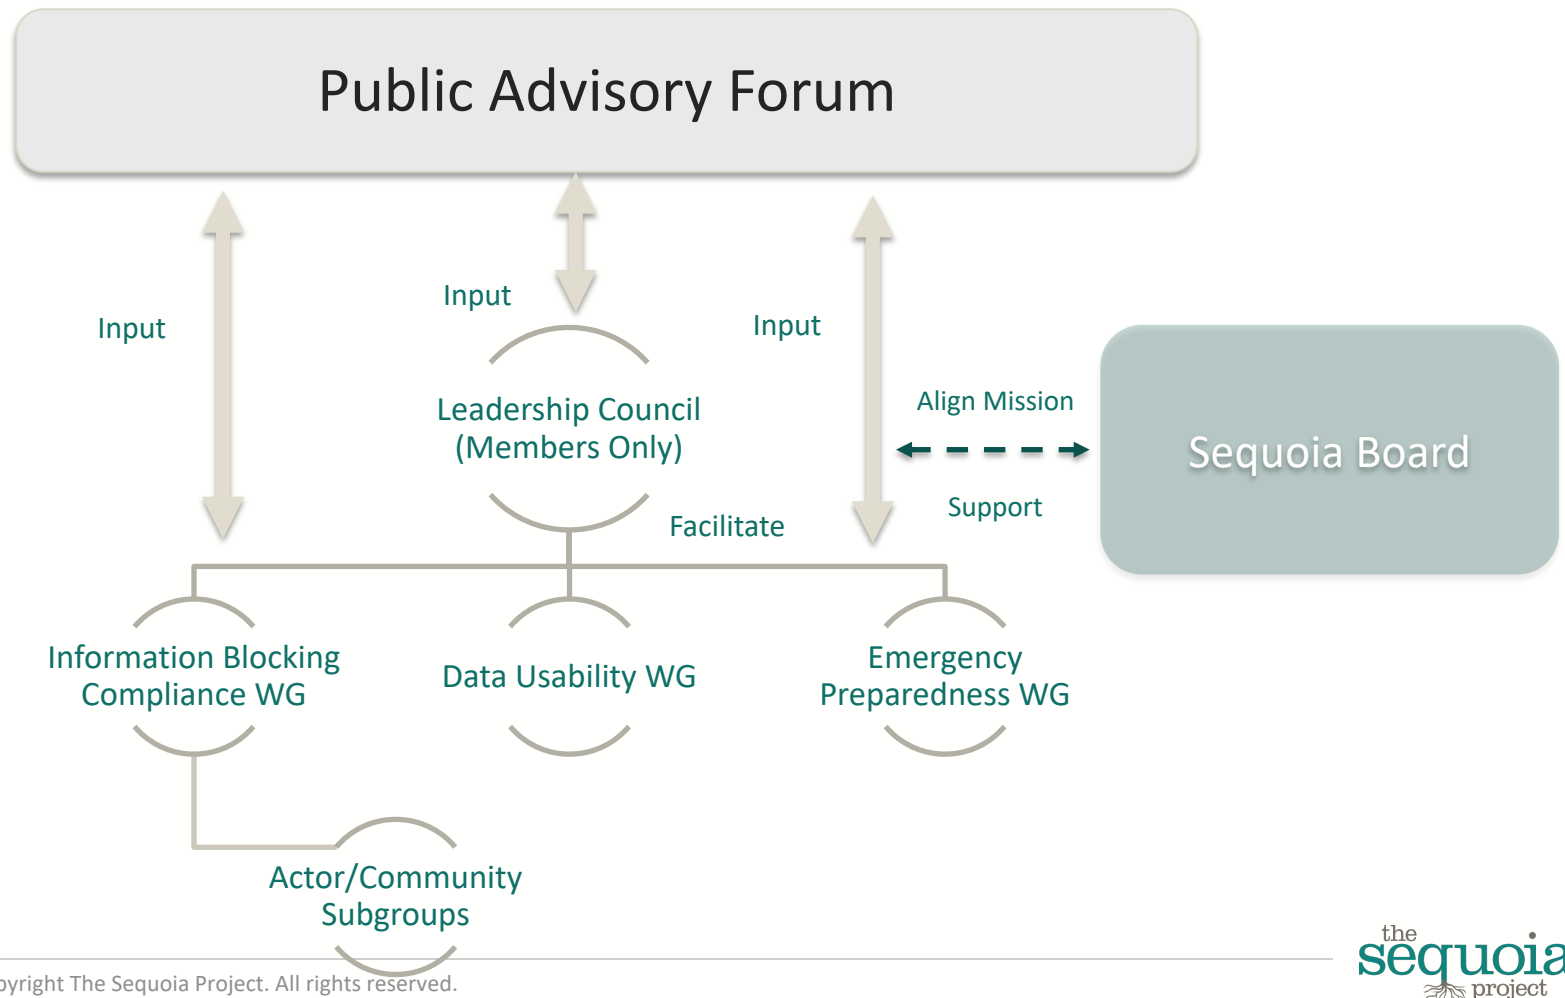 Public Advisory Forum
Input
Input
Input
Leadership Council
(Members Only)
Align Mission
Support
Sequoia Board
Facilitate
Information Blocking
Compliance WG
Data Usability WG
Emergency
Preparedness WG
Actor/Community
Subgroups
pyright The Sequoia Project. All rights reserved.
the
sequoia
project